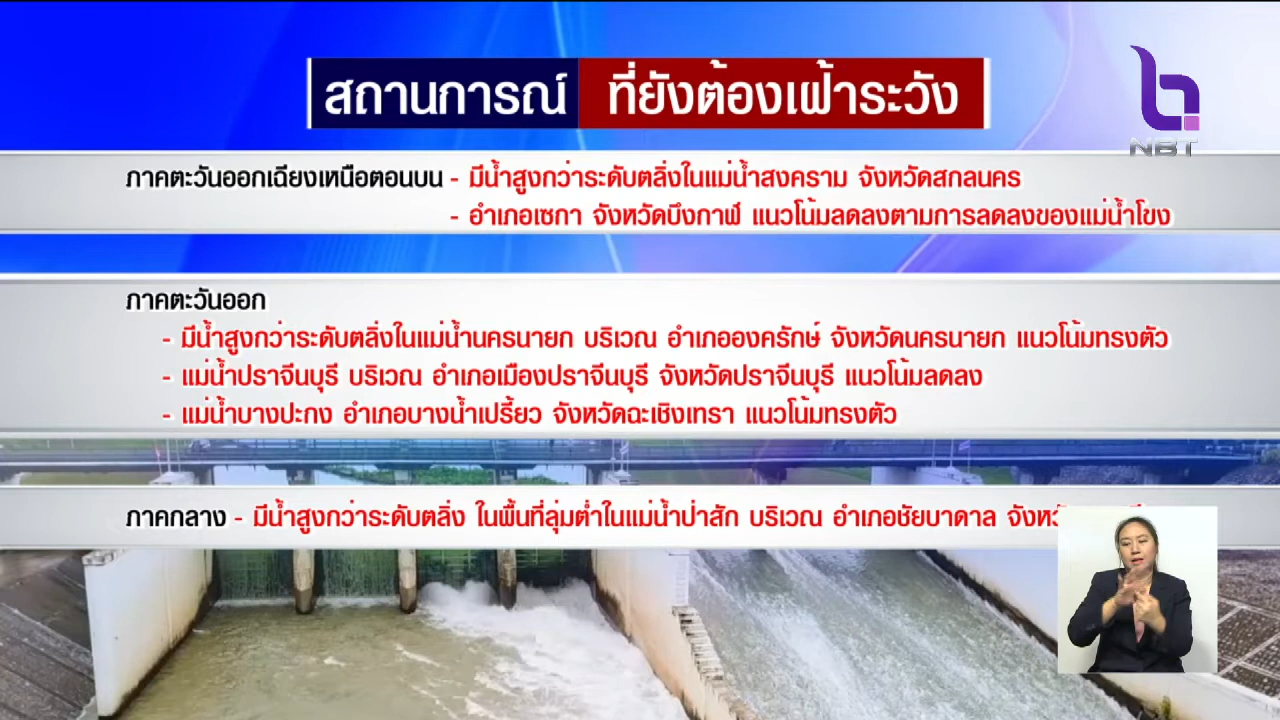 สถานการณ์ ที่ยังต้องเฝ้าระวัง
NBT
ภาคตะวันออกเฉียงเหนือตอนบน - มีน้ำสูงกว่าระดับตลิ่งในแม่น้ำสงคราม จังหวัดสกลนคร
- อำเภอเซกา จังหวัดบึงกาฬ แนวโน้มลดลงตามการลดลงของแม่น้ำโขง
ภาคตะวันออก
- มีน้ำสูงกว่าระดับตลิ่งในแม่น้ำนครนายก บริเวณ อำเภอองครักษ์ จังหวัดนครนายก แนวโน้มทรงตัว
- แม่น้ำปราจีนบุรี บริเวณ อำเภอเมืองปราจีนบุรี จังหวัดปราจีนบุรี แนวโน้มลดลง
- แม่น้ำบางปะกง อำเภอบางน้ำเปรี้ยว จังหวัดฉะเชิงเทรา แนวโน้มทรงตัว
ภาคกลาง - มีน้ำสูงกว่าระดับตลิ่ง ในพื้นที่ลุ่มต่ำในแม่น้ำป่าสัก บริเวณ อำเภอชัยบาดาล